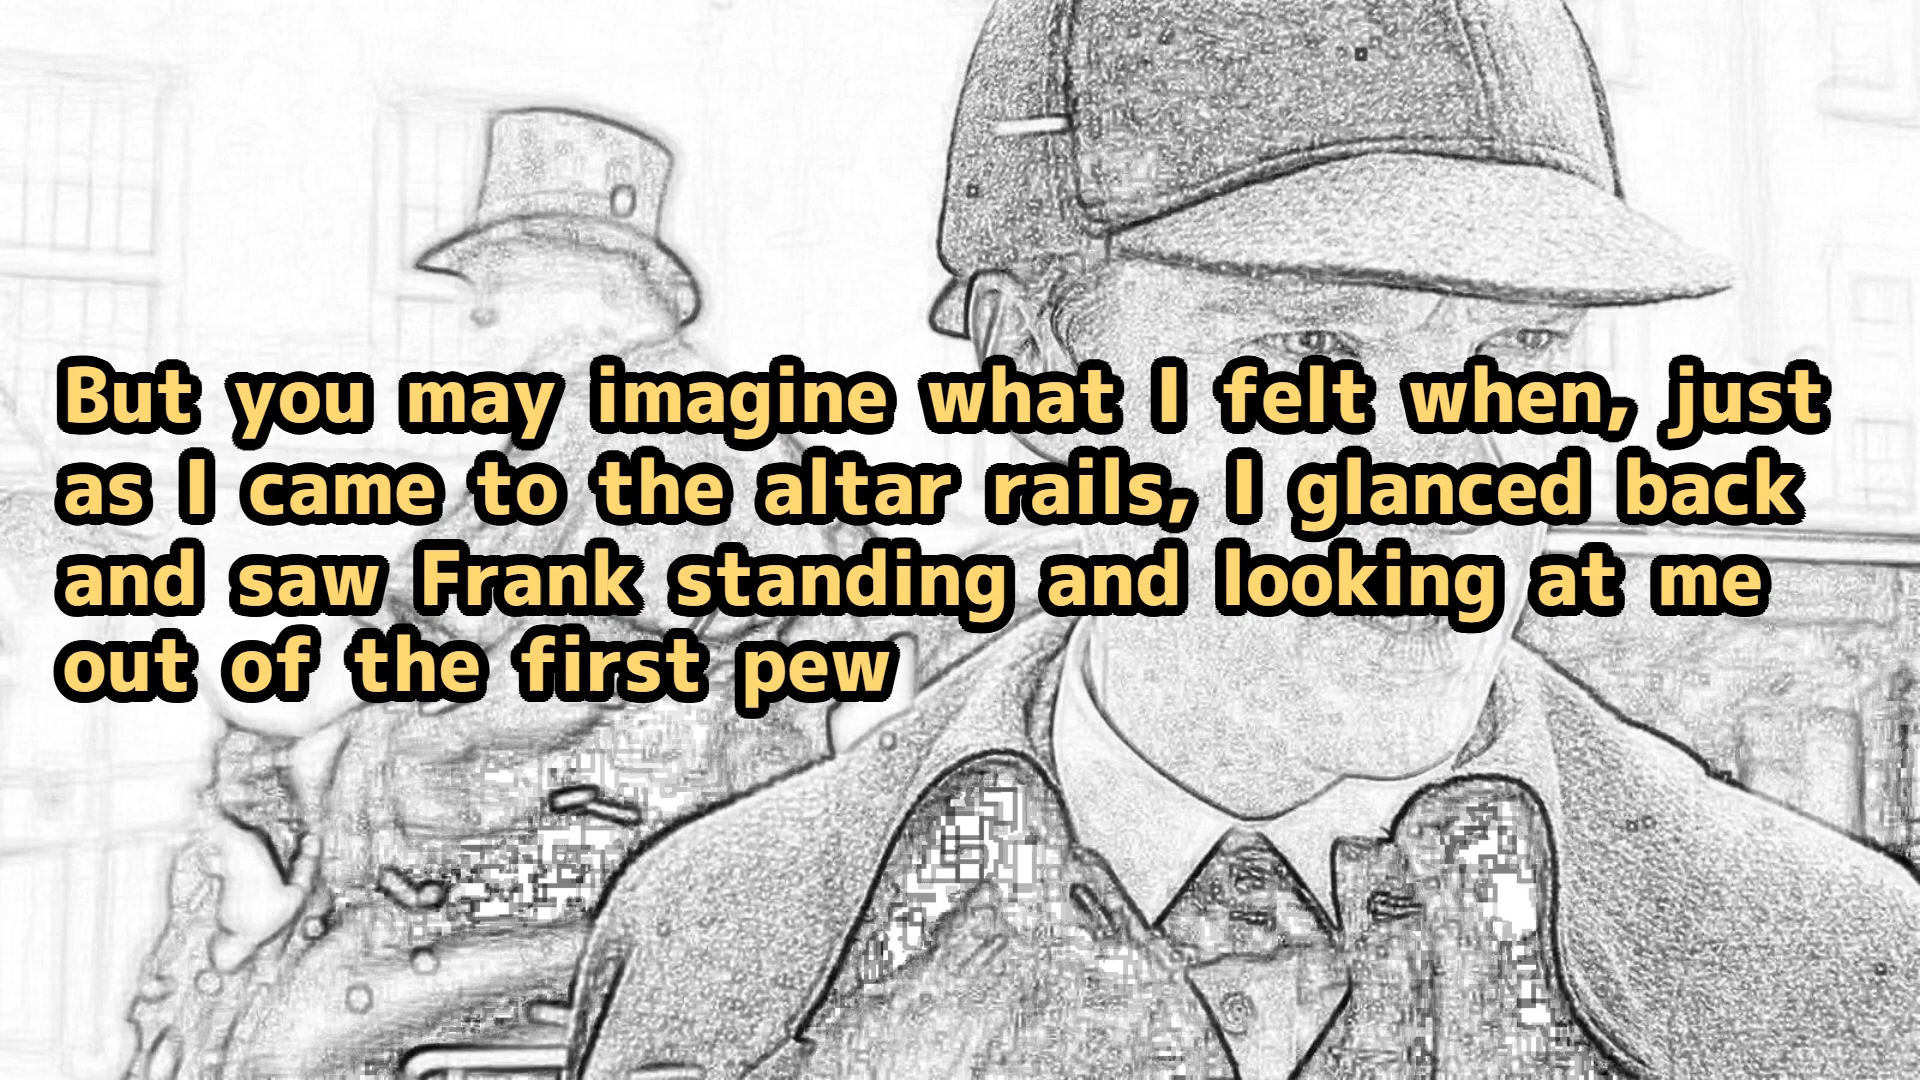 But you may imagine what I felt when, just
as I came to the altar rails, I glanced back
and saw Frank standing and looking at me
out of the first pew